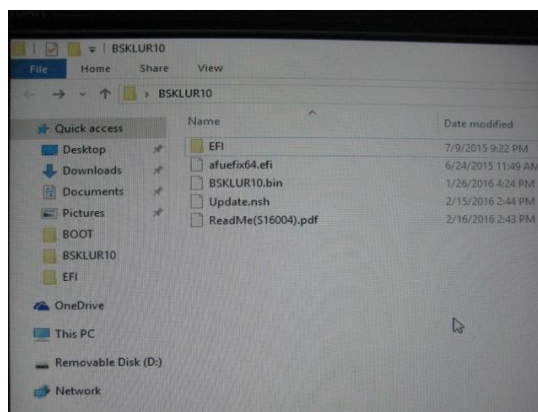 BSKLUR10
File Home Share View
BSKLUR10
Quick access
Desktop
Downloads
Documents
Pictures
BOOT
BSKLUR10
EFI
OneDrive
This PC
Removable Disk (D:)
Network
Name Date modified
EFI 7/9/2015 9:22 PM
afuefix64.efi 6/24/2015 11:49 AM
BSKLUR10.bin 1/26/2016 4:24 PM
Update.nsh 2/15/2016 2:44 PM
ReadMe(S16004).pdf 2/16/2016 2:43 PM